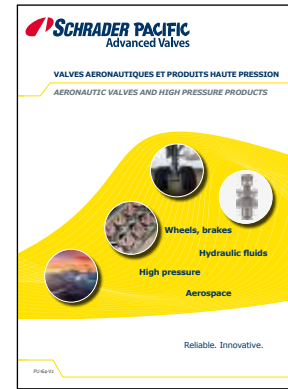 SCHRADER PACIFIC
Advanced Valves
VALVES AERONAUTIQUES ET PRODUITS HAUTE PRESSION
AERONAUTIC VALVES AND HIGH PRESSURE PRODUCTS
Wheels, brakes
Hydraulic fluids
High pressure
Aerospace
Reliable. Innovative.